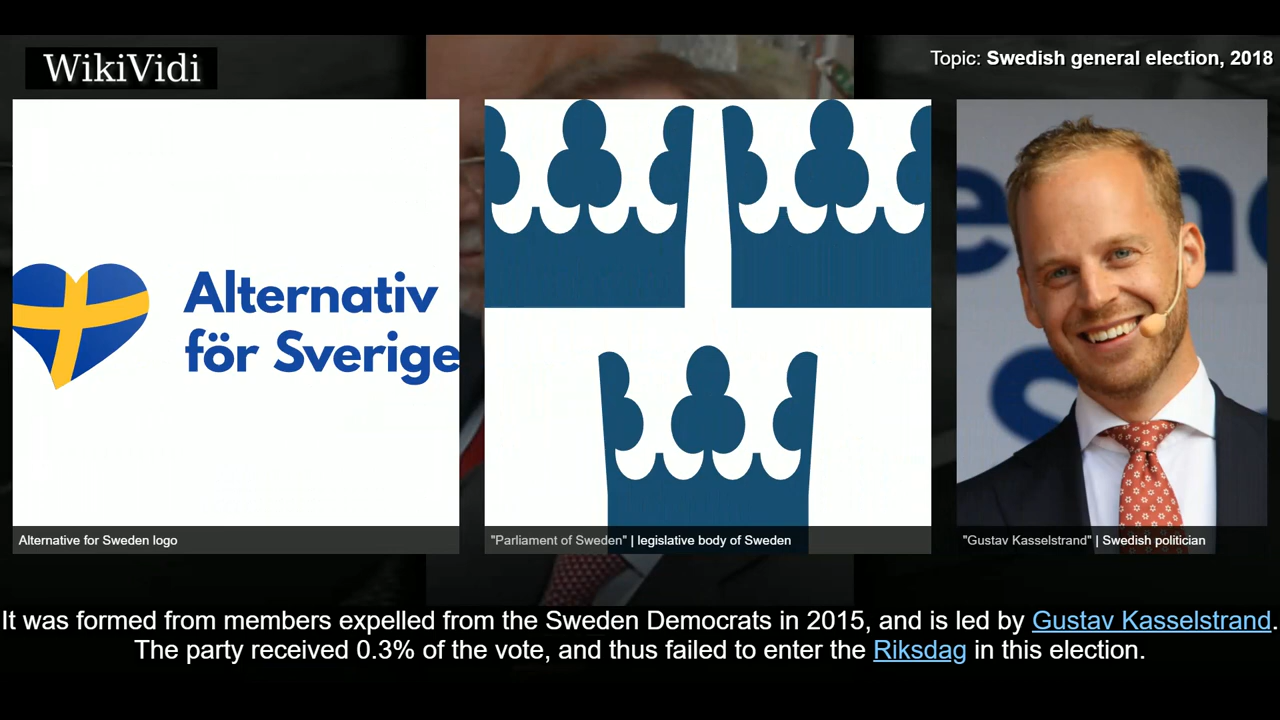 WikiVidi
Topic: Swedish general election, 2018
Alternativ
för Sverige
Alternative for Sweden logo
"Parliament of Sweden" | legislative body of Sweden
"Gustav Kasselstrand" | Swedish politician
It was formed from members expelled from the Sweden Democrats in 2015, and is led by Gustav Kasselstrand.
The party received 0.3% of the vote, and thus failed to enter the Riksdag in this election.